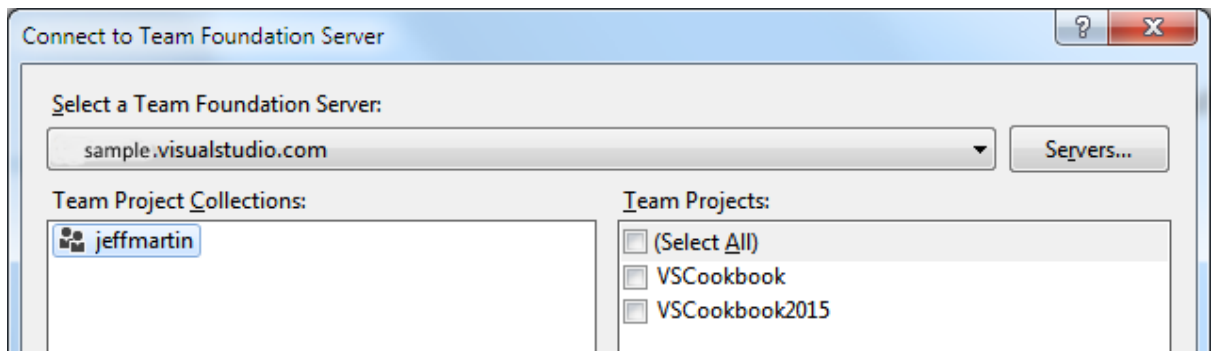 Connect to Team Foundation Server
?
Select a Team Foundation Server:
sample.visualstudio.com
Servers...
Team Project Collections:
Team Projects:
jeffmartin
(Select All)
VSCookbook
VSCookbook2015